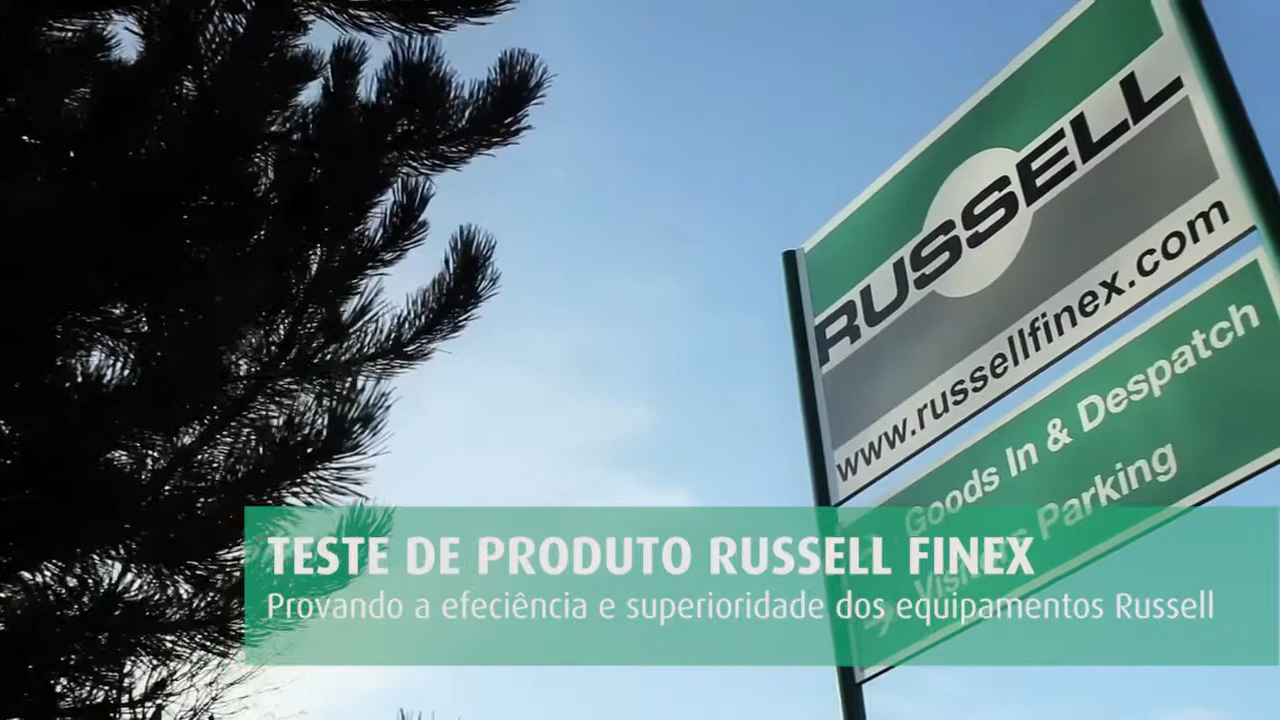 RUSSELL
www.russellfinex.com
Goods In & Despatch
Parking
TESTE DE PRODUTO RUSSELL FINEX
Provando a efeciência e superioridade dos equipamentos Russell